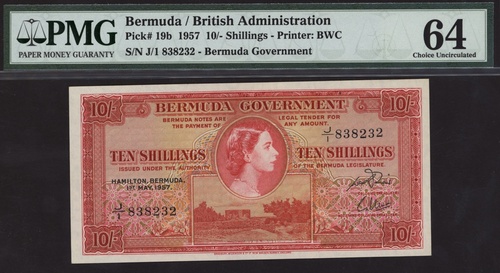 PMG
PAPER MONEY GUARANTY
Bermuda / British Administration
Pick# 19b 1957 10/- Shillings - Printer: BWC
S/N J/1 838232 - Bermuda Government
64
Choice Uncirculated
10/- BERMUDA GOVERNMENT 10/-
BERMUDA NOTES ARE LEGAL TENDER FOR
THE PAYMENT OF ANY AMOUNT.
J/1 838232
TEN SHILLINGS TEN SHILLINGS
ISSUED UNDER THE AUTHORITY OF THE BERMUDA LEGISLATURE
HAMILTON, BERMUDA,
1ST MAY, 1957.
J/1 838232
10/- 10/-